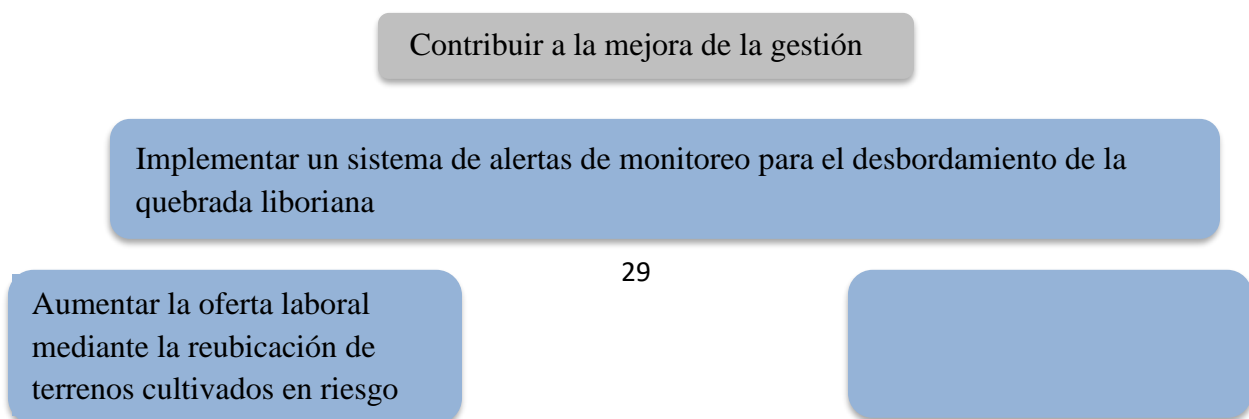 Contribuir a la mejora de la gestión
Implementar un sistema de alertas de monitoreo para el desbordamiento de la
quebrada liboriana
29
Aumentar la oferta laboral
mediante la reubicación de
terrenos cultivados en riesgo